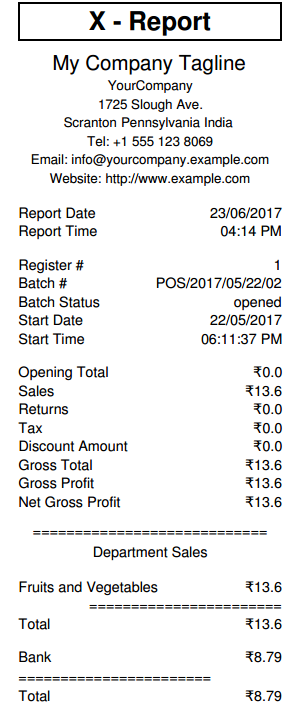 X - Report
My Company Tagline
YourCompany
1725 Slough Ave.
Scranton Pennsylvania India
Tel: +1 555 123 8069
Email: info@yourcompany.example.com
Website: http://www.example.com
Report Date 23/06/2017
Report Time 04:14 PM
Register # 1
Batch # POS/2017/05/22/02
Batch Status opened
Start Date 22/05/2017
Start Time 06:11:37 PM
Opening Total ₹0.0
Sales ₹13.6
Returns ₹0.0
Tax ₹0.0
Discount Amount ₹0.0
Gross Total ₹13.6
Gross Profit ₹13.6
Net Gross Profit ₹13.6
============================
Department Sales
Fruits and Vegetables ₹13.6
=======================
Total ₹13.6
Bank ₹8.79
=======================
Total ₹8.79